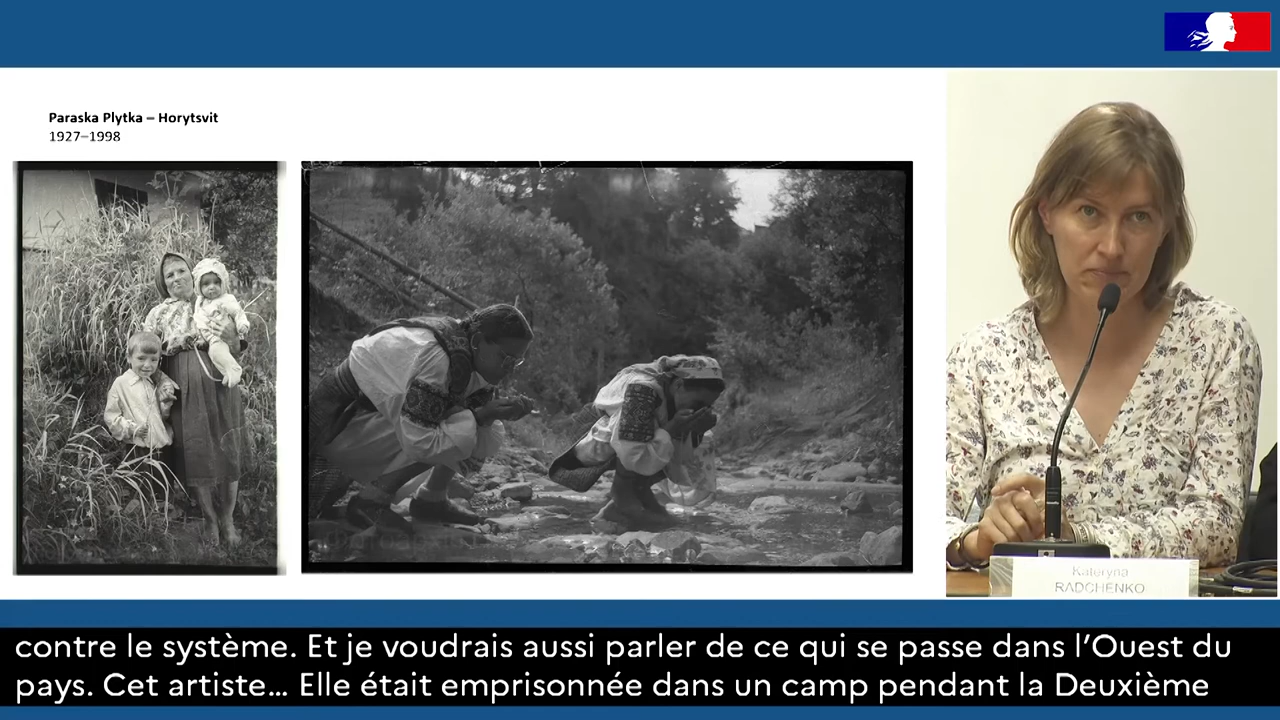 Paraska Plytka – Horytsvit
1927–1998
Kateryna
RADCHENKO
contre le système. Et je voudrais aussi parler de ce qui se passe dans l’Ouest du
pays. Cet artiste... Elle était emprisonnée dans un camp pendant la Deuxième